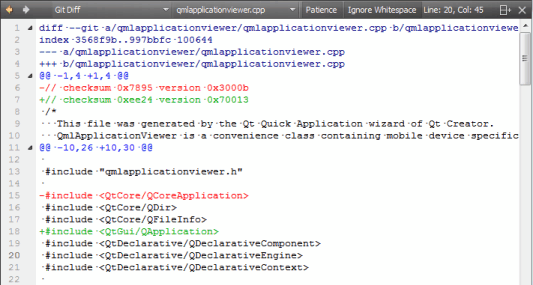 Git Diff qmlapplicationviewer.cpp Patience Ignore Whitespace Line: 20, Col: 45
1 diff --git a/qmlapplicationviewer/qmlapplicationviewer.cpp b/qmlapplicationviewe
2 index 3568f9b..997bbfc 100644
3 --- a/qmlapplicationviewer/qmlapplicationviewer.cpp
4 +++ b/qmlapplicationviewer/qmlapplicationviewer.cpp
5 @@ -1,4 +1,4 @@
6 -// checksum 0x7895 version 0x3000b
7 +// checksum 0xee24 version 0x70013
8 /*
9 This file was generated by the Qt Quick Application wizard of Qt Creator.
10 QmlApplicationViewer is a convenience class containing mobile device specific
11 @@ -10,26 +10,30 @@
12
13 #include "qmlapplicationviewer.h"
14
15 -#include <QtCore/QCoreApplication>
16 #include <QtCore/QDir>
17 #include <QtCore/QFileInfo>
18 +#include <QtGui/QApplication>
19 #include <QtDeclarative/QDeclarativeComponent>
20 #include <QtDeclarative/QDeclarativeEngine>
21 #include <QtDeclarative/QDeclarativeContext>
22